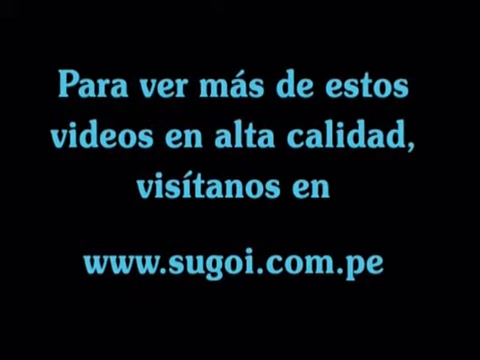 Para ver más de estos
videos en alta calidad,
visítanos en
www.sugoi.com.pe